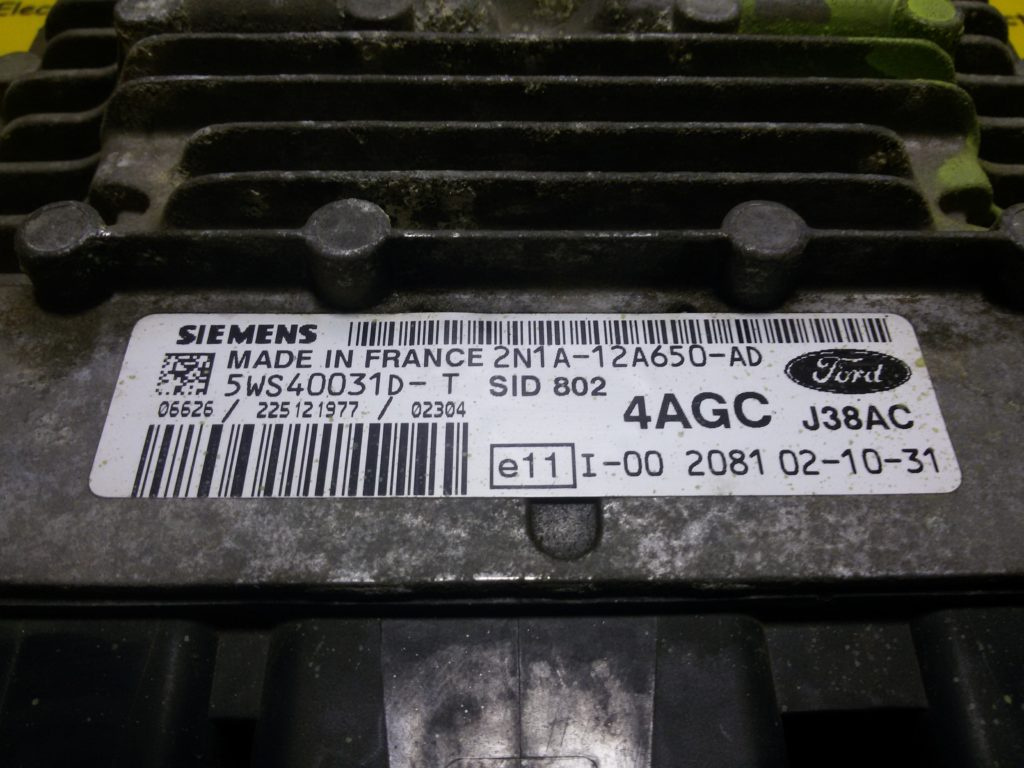 SIEMENS
MADE IN FRANCE 2N1A-12A650-AD
Ford
5WS40031D-T SID 802
06626 / 225121977 / 02304
4AGC J38AC
e11 I-00 2081 02-10-31